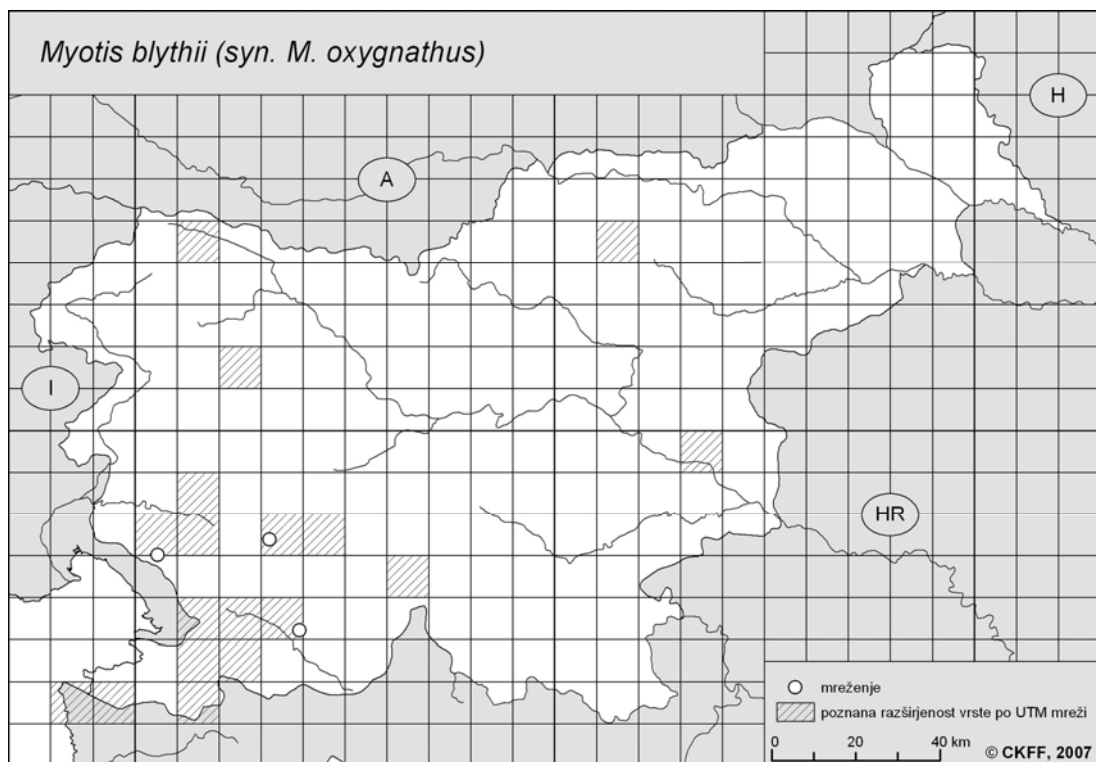 Myotis blythii (syn. M. oxygnathus)
H
A
I
HR
mreženje
poznana razširjenost vrste po UTM mreži
0 20 40 km
© CKFF, 2007